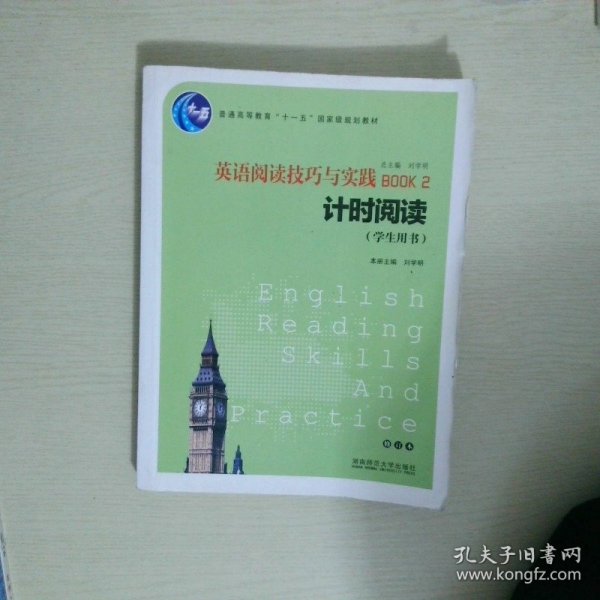 十一五
普通高等教育“十一五”国家级规划教材
总主编 刘学明
英语阅读技巧与实践 BOOK 2
计时阅读
（学生用书）
本册主编 刘学明
English
Reading
Skills
And
Practice
修订本
湖南师范大学出版社
孔夫子旧书网
www.kongfz.com